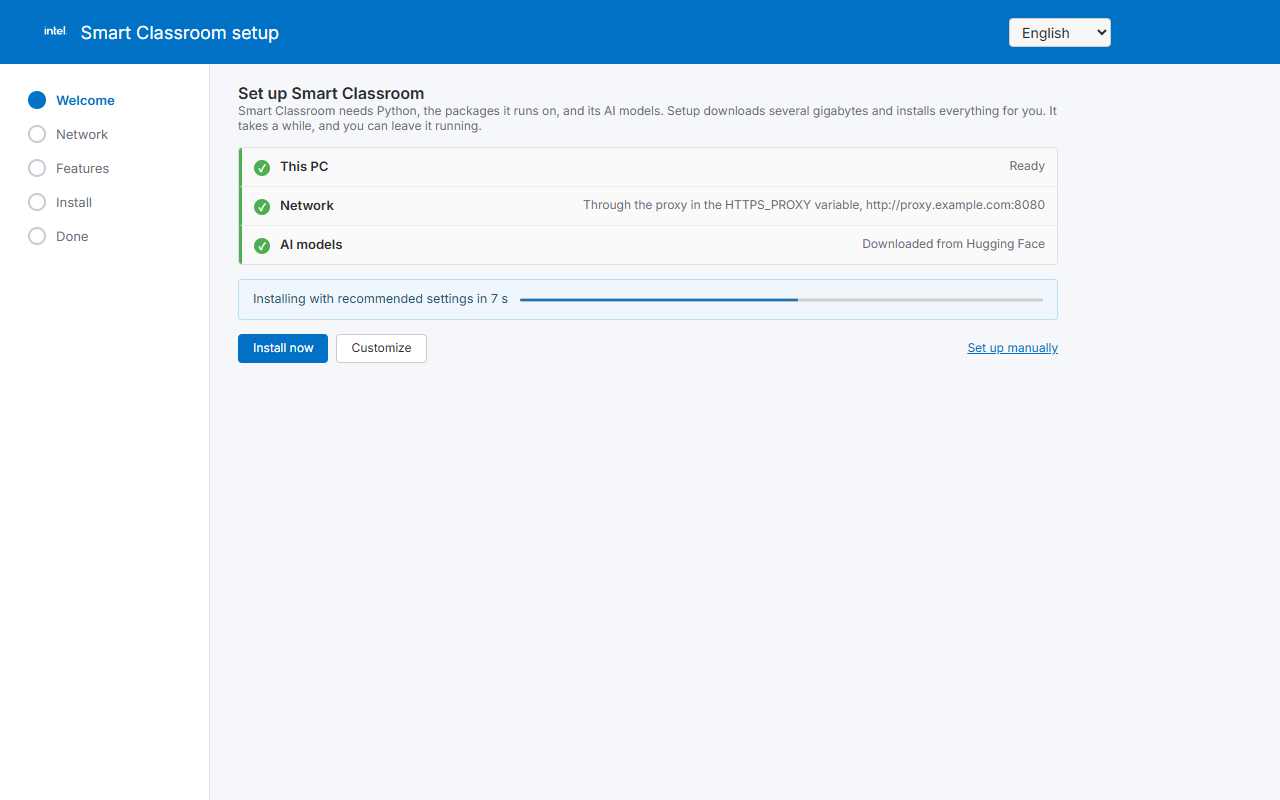 intel
Smart Classroom setup
English
Welcome
Network
Features
Install
Done
Set up Smart Classroom
Smart Classroom needs Python, the packages it runs on, and its AI models. Setup downloads several gigabytes and installs everything for you. It
takes a while, and you can leave it running.
This PC
Ready
Network
Through the proxy in the HTTPS_PROXY variable, http://proxy.example.com:8080
AI models
Downloaded from Hugging Face
Installing with recommended settings in 7 s
Install now
Customize
Set up manually